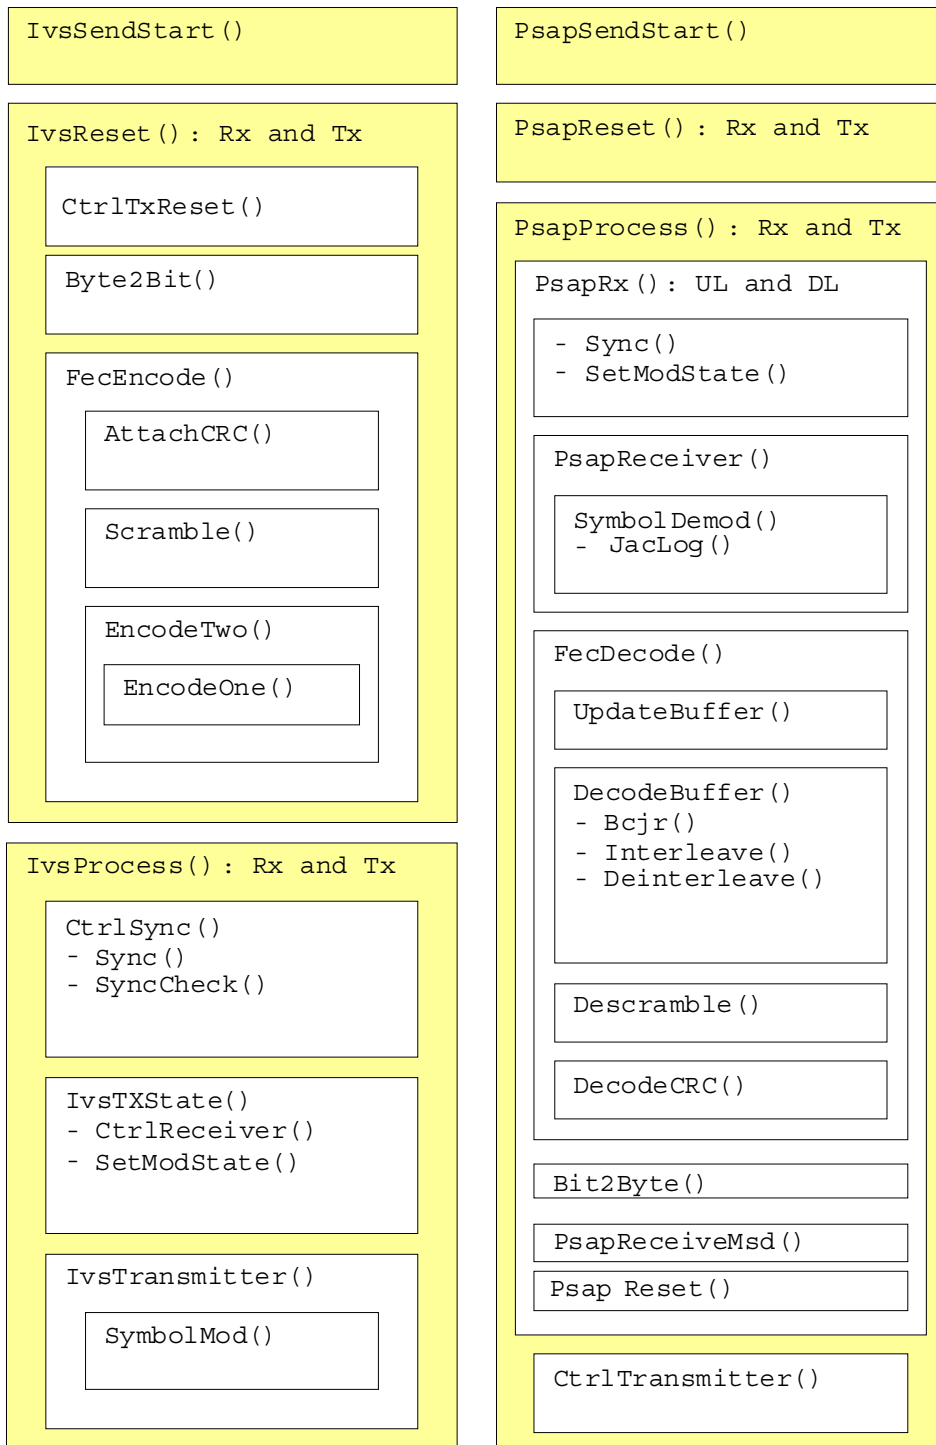 IvsSendStart()
IvsReset(): Rx and Tx
CtrlTxReset()
Byte2Bit()
FecEncode()
AttachCRC()
Scramble()
EncodeTwo()
EncodeOne()
IvsProcess(): Rx and Tx
CtrlSync()
- Sync()
- SyncCheck()
IvsTXState()
- CtrlReceiver()
- SetModState()
IvsTransmitter()
SymbolMod()
PsapSendStart()
PsapReset(): Rx and Tx
PsapProcess(): Rx and Tx
PsapRx(): UL and DL
- Sync()
- SetModState()
PsapReceiver()
SymbolDemod()
- JacLog()
FecDecode()
UpdateBuffer()
DecodeBuffer()
- Bcjr()
- Interleave()
- Deinterleave()
Descramble()
DecodeCRC()
Bit2Byte()
PsapReceiveMsd()
Psap Reset()
CtrlTransmitter()